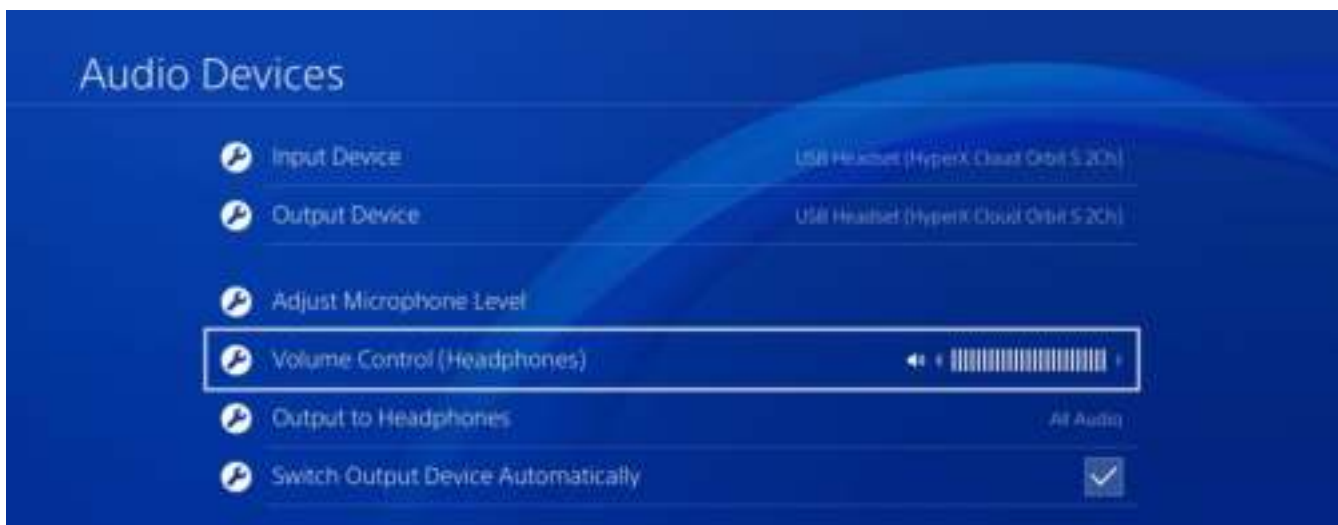 Audio Devices
Input Device USB Headset (HyperX Cloud Orbit S 2Ch)
Output Device USB Headset (HyperX Cloud Orbit S 2Ch)
Adjust Microphone Level
Volume Control (Headphones)
Output to Headphones All Audio
Switch Output Device Automatically